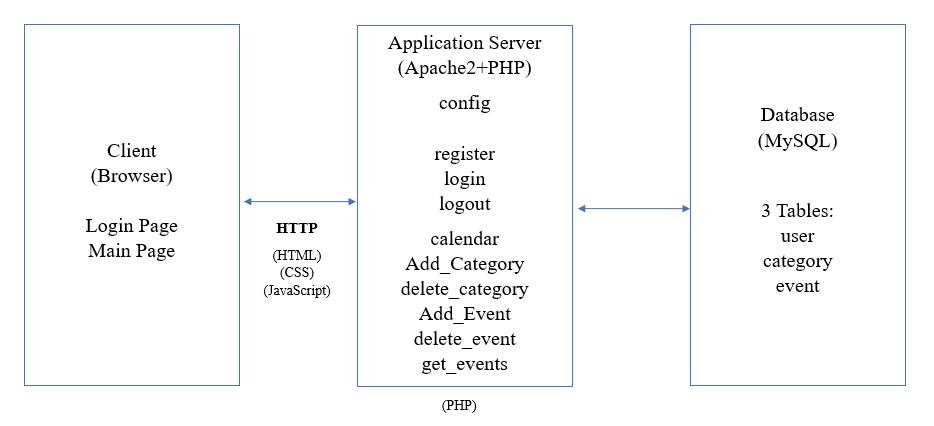 Client
(Browser)
Login Page
Main Page
HTTP
(HTML)
(CSS)
(JavaScript)
Application Server
(Apache2+PHP)
config
register
login
logout
calendar
Add_Category
delete_category
Add_Event
delete_event
get_events
(PHP)
Database
(MySQL)
3 Tables:
user
category
event